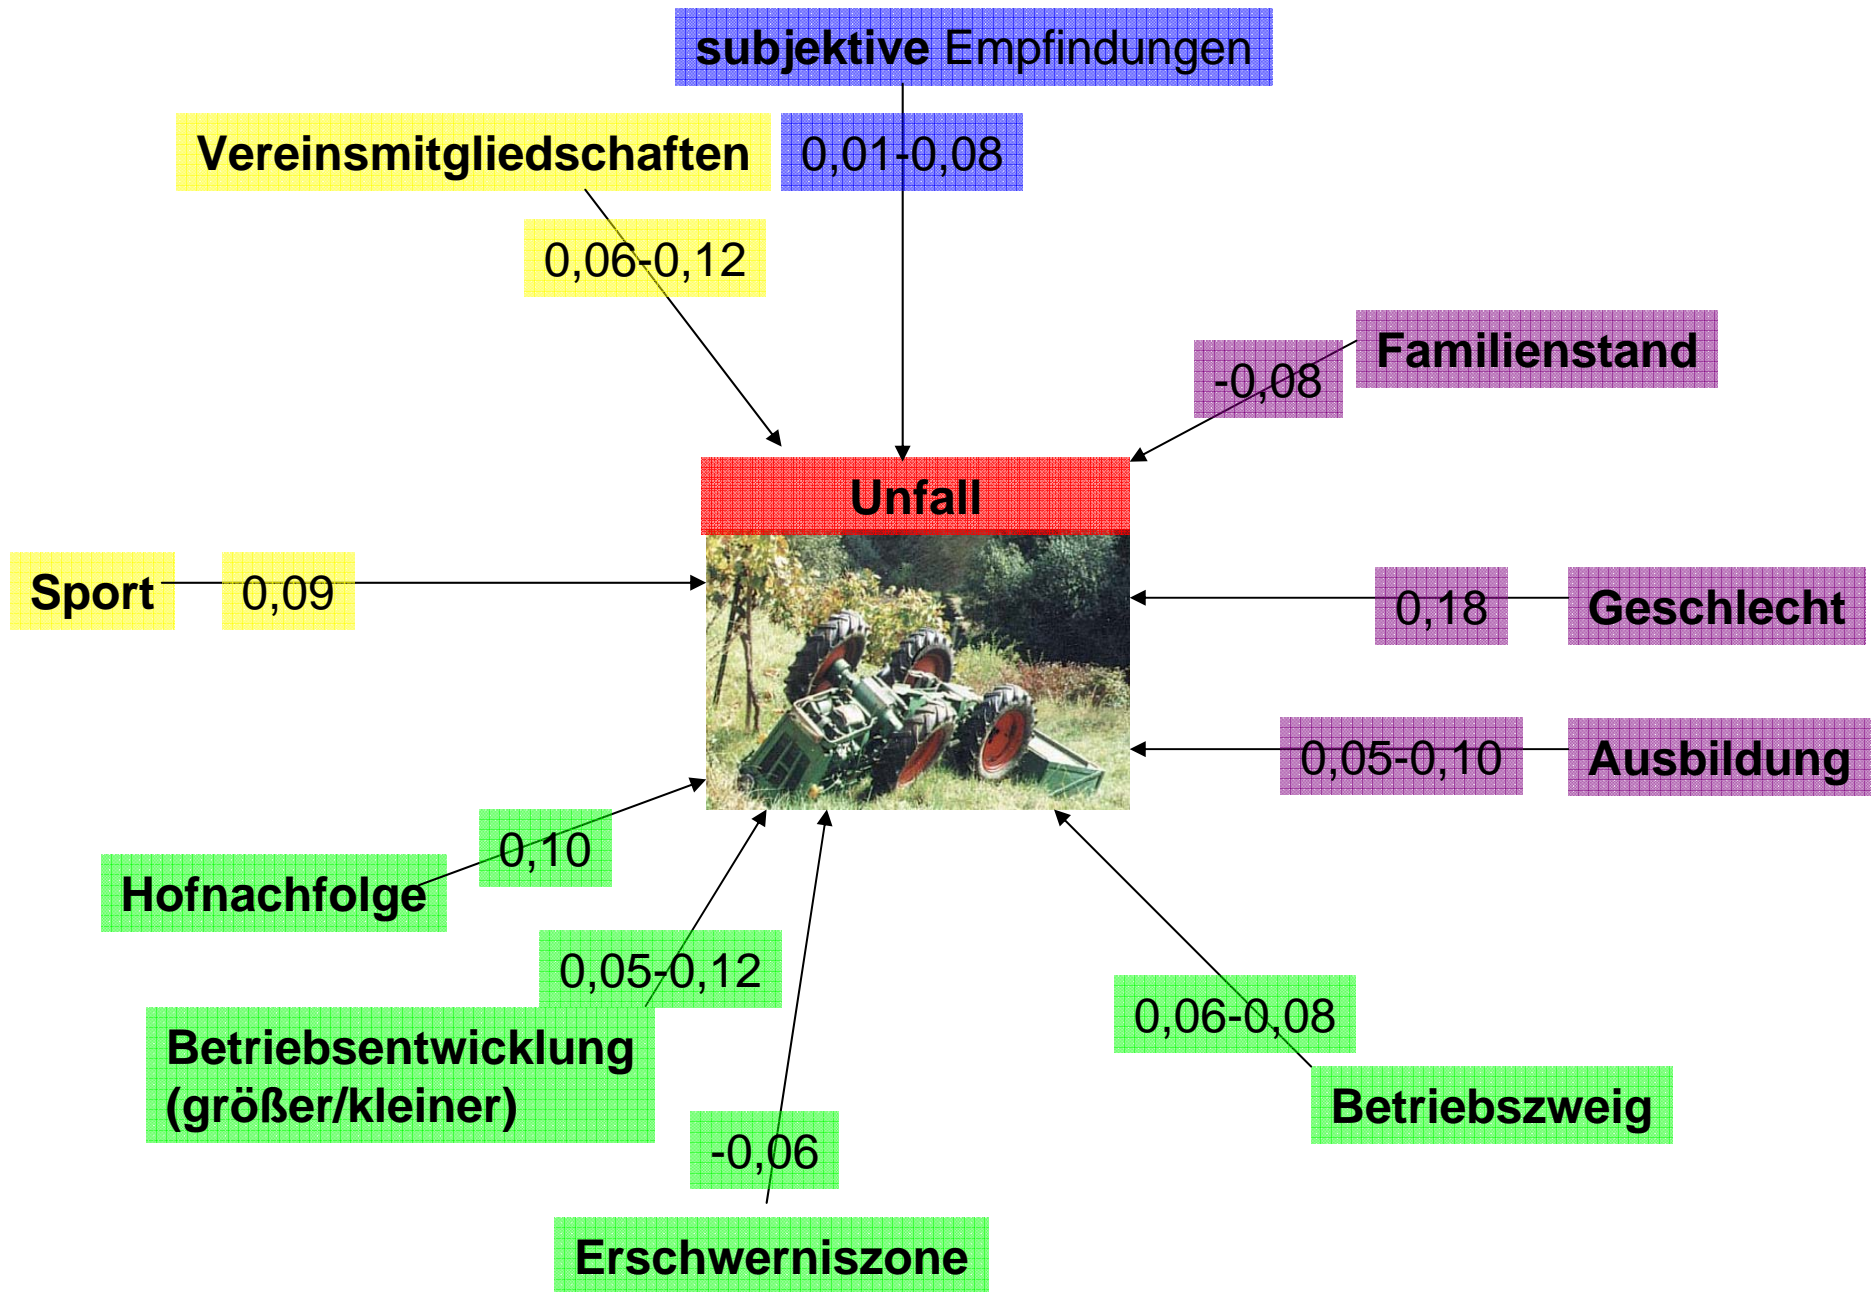 subjektive Empfindungen
Vereinsmitgliedschaften
0,01-0,08
0,06-0,12
Familienstand
-0,08
Unfall
Sport
0,09
0,18
Geschlecht
0,05-0,10
Ausbildung
0,10
Hofnachfolge
0,05-0,12
Betriebsentwicklung
(größer/kleiner)
0,06-0,08
Betriebszweig
-0,06
Erschwerniszone